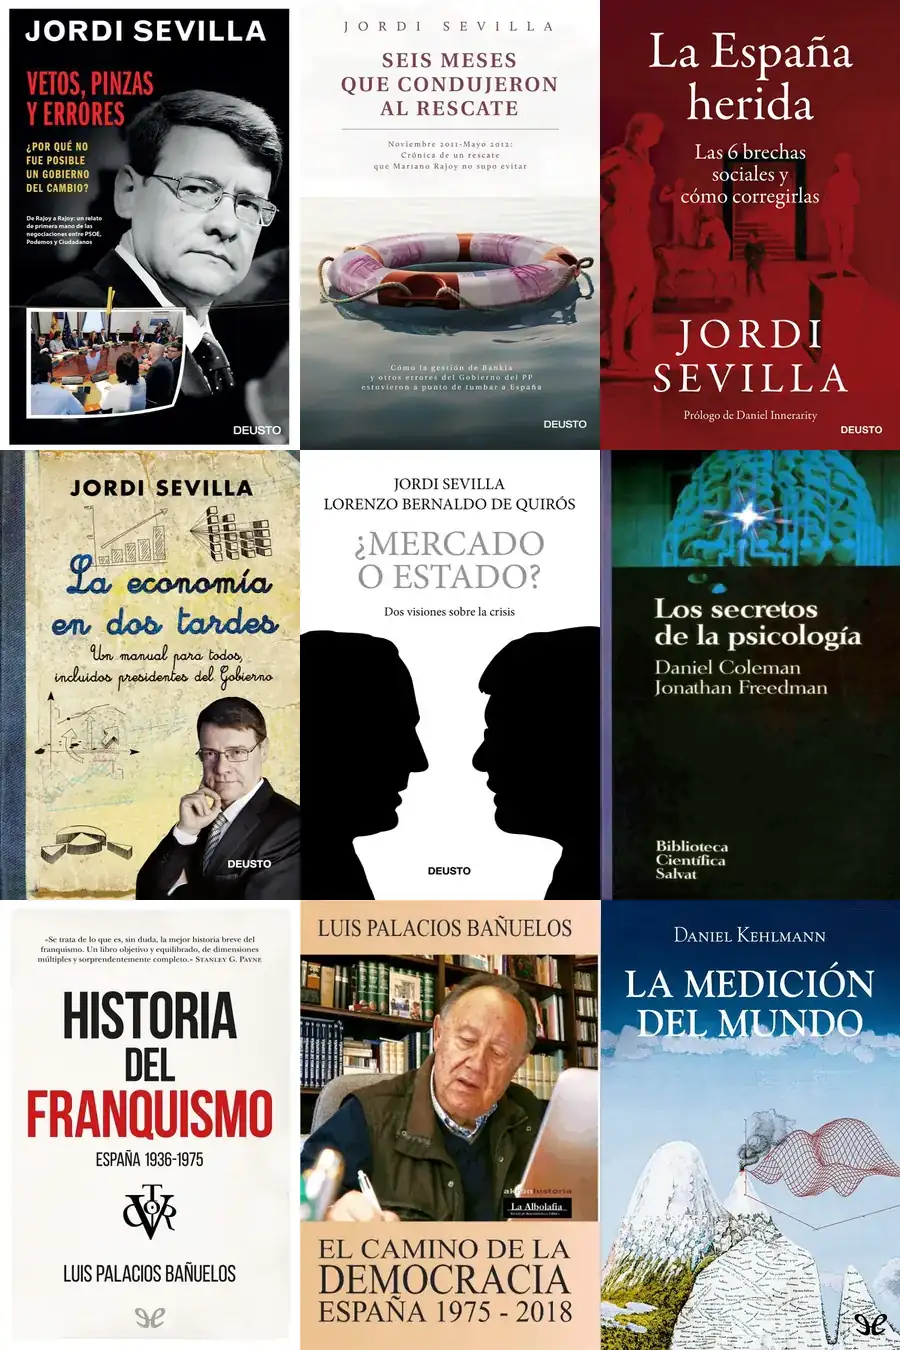 JORDI SEVILLA
VETOS, PINZAS
Y ERRORES
¿POR QUÉ NO
FUE POSIBLE
UN GOBIERNO
DEL CAMBIO?
De Rajoy a Rajoy: un relato
de primera mano de las
negociaciones entre PSOE,
Podemos y Ciudadanos
DEUSTO
JORDI SEVILLA
SEIS MESES
QUE CONDUJERON
AL RESCATE
Noviembre 2011-Mayo 2012:
Crónica de un rescate
que Mariano Rajoy no supo evitar
Cómo la gestión de Bankia
y otros errores del Gobierno del PP
estuvieron a punto de tumbar a España
DEUSTO
La España
herida
Las 6 brechas
sociales y
cómo corregirlas
JORDI
SEVILLA
Prólogo de Daniel Innerarity
DEUSTO
JORDI SEVILLA
La economía
en dos tardes
Un manual para todos,
incluidos presidentes del Gobierno
DEUSTO
JORDI SEVILLA
LORENZO BERNALDO DE QUIRÓS
¿MERCADO
O ESTADO?
Dos visiones sobre la crisis
DEUSTO
Los secretos
de la psicología
Daniel Coleman
Jonathan Freedman
Biblioteca
Científica
Salvat
«Se trata de lo que es, sin duda, la mejor historia breve del
franquismo. Un libro objetivo y equilibrado, de dimensiones
múltiples y sorprendentemente completo.» STANLEY G. PAYNE
HISTORIA
DEL
FRANQUISMO
ESPAÑA 1936-1975
LUIS PALACIOS BAÑUELOS
LUIS PALACIOS BAÑUELOS
akrónhistoria
La Albolafia
EL CAMINO DE LA
DEMOCRACIA
ESPAÑA 1975 - 2018
DANIEL KEHLMANN
LA MEDICIÓN
DEL MUNDO